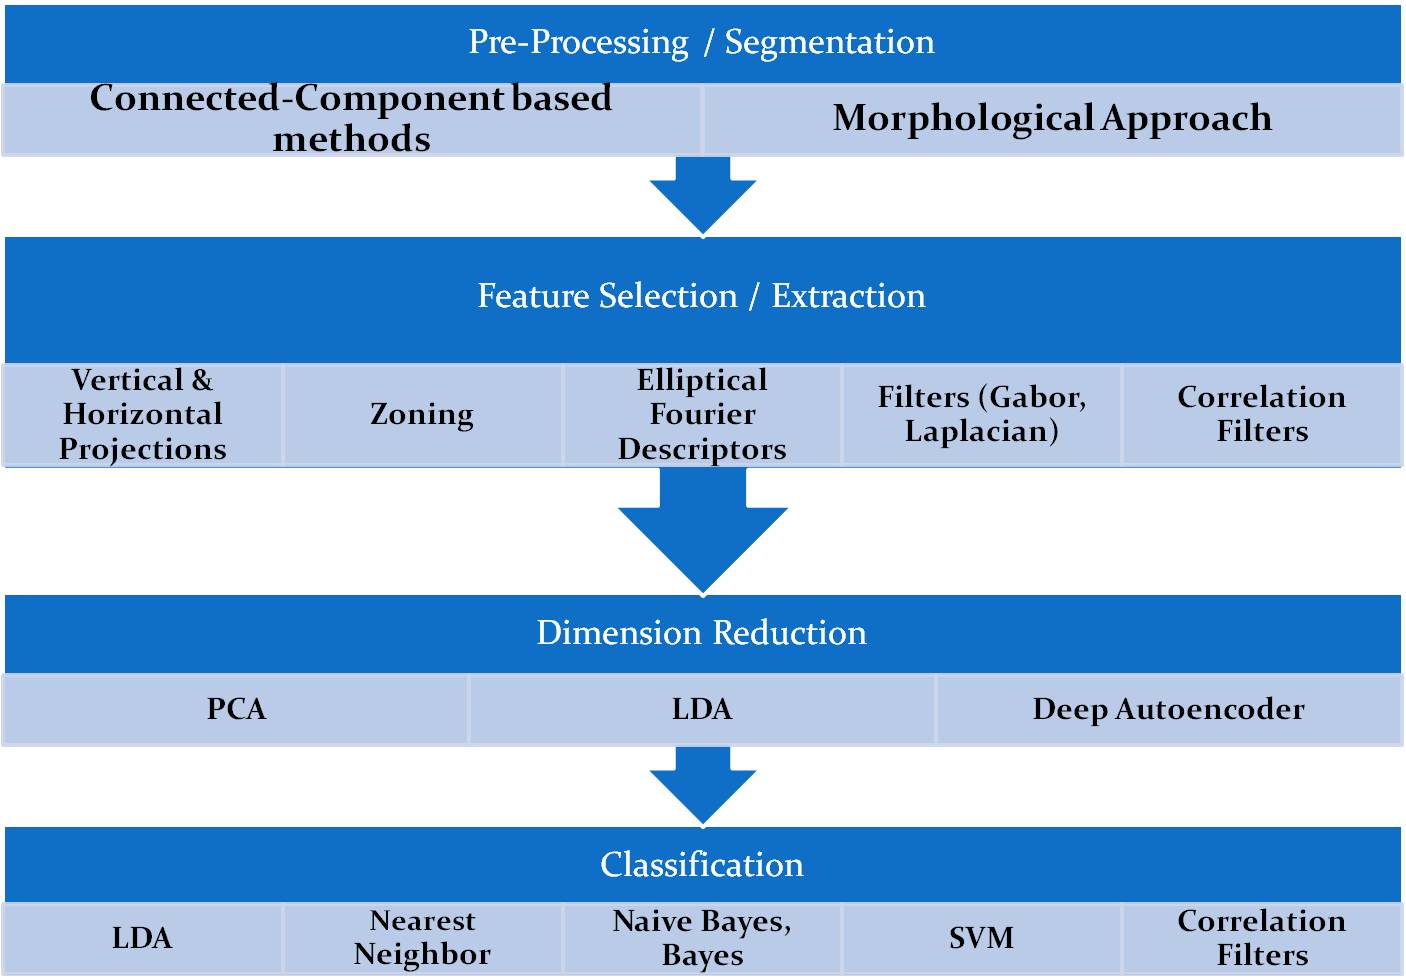 Pre-Processing / Segmentation
Connected-Component based
methods
Morphological Approach
Feature Selection / Extraction
Vertical &
Horizontal
Projections
Zoning
Elliptical
Fourier
Descriptors
Filters (Gabor,
Laplacian)
Correlation
Filters
Dimension Reduction
PCA
LDA
Deep Autoencoder
Classification
LDA
Nearest
Neighbor
Naive Bayes,
Bayes
SVM
Correlation
Filters